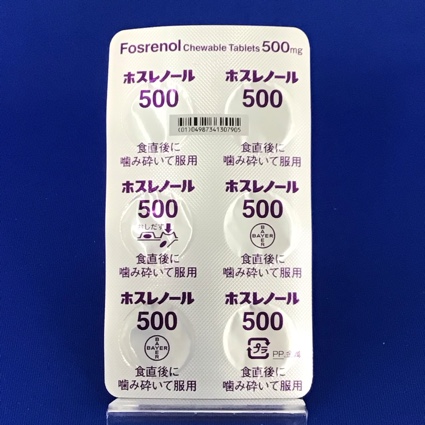 Fosrenol Chewable Tablets 500mg
ホスレノール ホスレノール
500 500
(01)04987341307905
食直後に 食直後に
噛み砕いて服用 噛み砕いて服用
ホスレノール ホスレノール
500 500
押しだす BAYER
BAYER
食直後に 食直後に
噛み砕いて服用 噛み砕いて服用
ホスレノール ホスレノール
500 500
BAYER プラ
BAYER
食直後に 食直後に
噛み砕いて服用 噛み砕いて服用